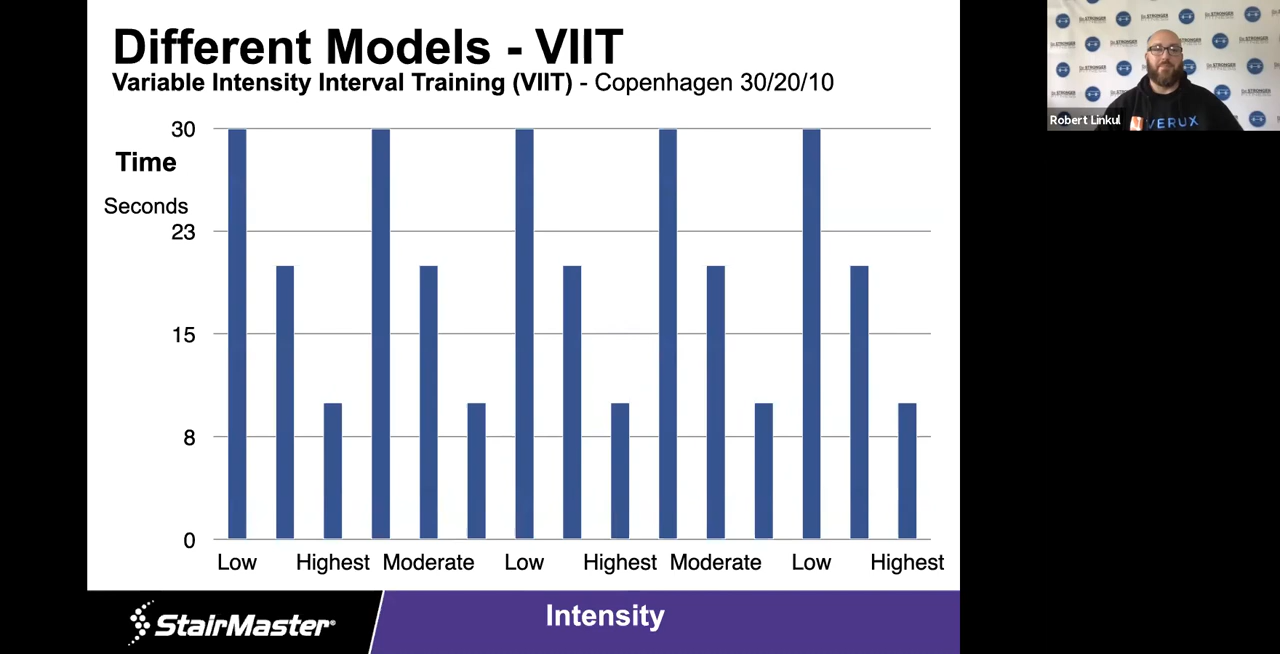 Different Models - VIIT
Variable Intensity Interval Training (VIIT) - Copenhagen 30/20/10
30
Time
Seconds
23
15
8
0
Low Highest Moderate Low Highest Moderate Low Highest
StairMaster
Intensity
Robert Linkul
VERUX